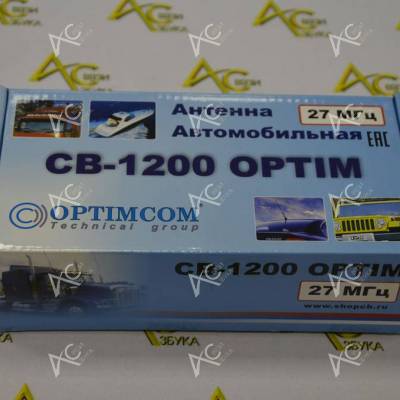 Антенна
27 МГц
Автомобильная
EAC
CB-1200 OPTIM
OPTIMCOM®
Technical group
CB-1200 OPTIM
27 МГц
www.shopcb.ru